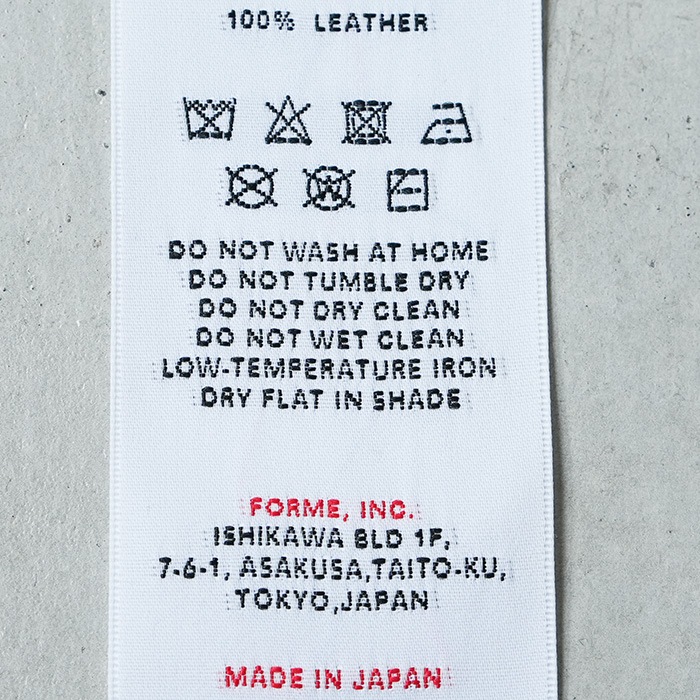 100% LEATHER
W
DO NOT WASH AT HOME
DO NOT TUMBLE DRY
DO NOT DRY CLEAN
DO NOT WET CLEAN
LOW-TEMPERATURE IRON
DRY FLAT IN SHADE
FORME, INC.
ISHIKAWA BLD 1F,
7-6-1, ASAKUSA,TAITO-KU,
TOKYO,JAPAN
MADE IN JAPAN